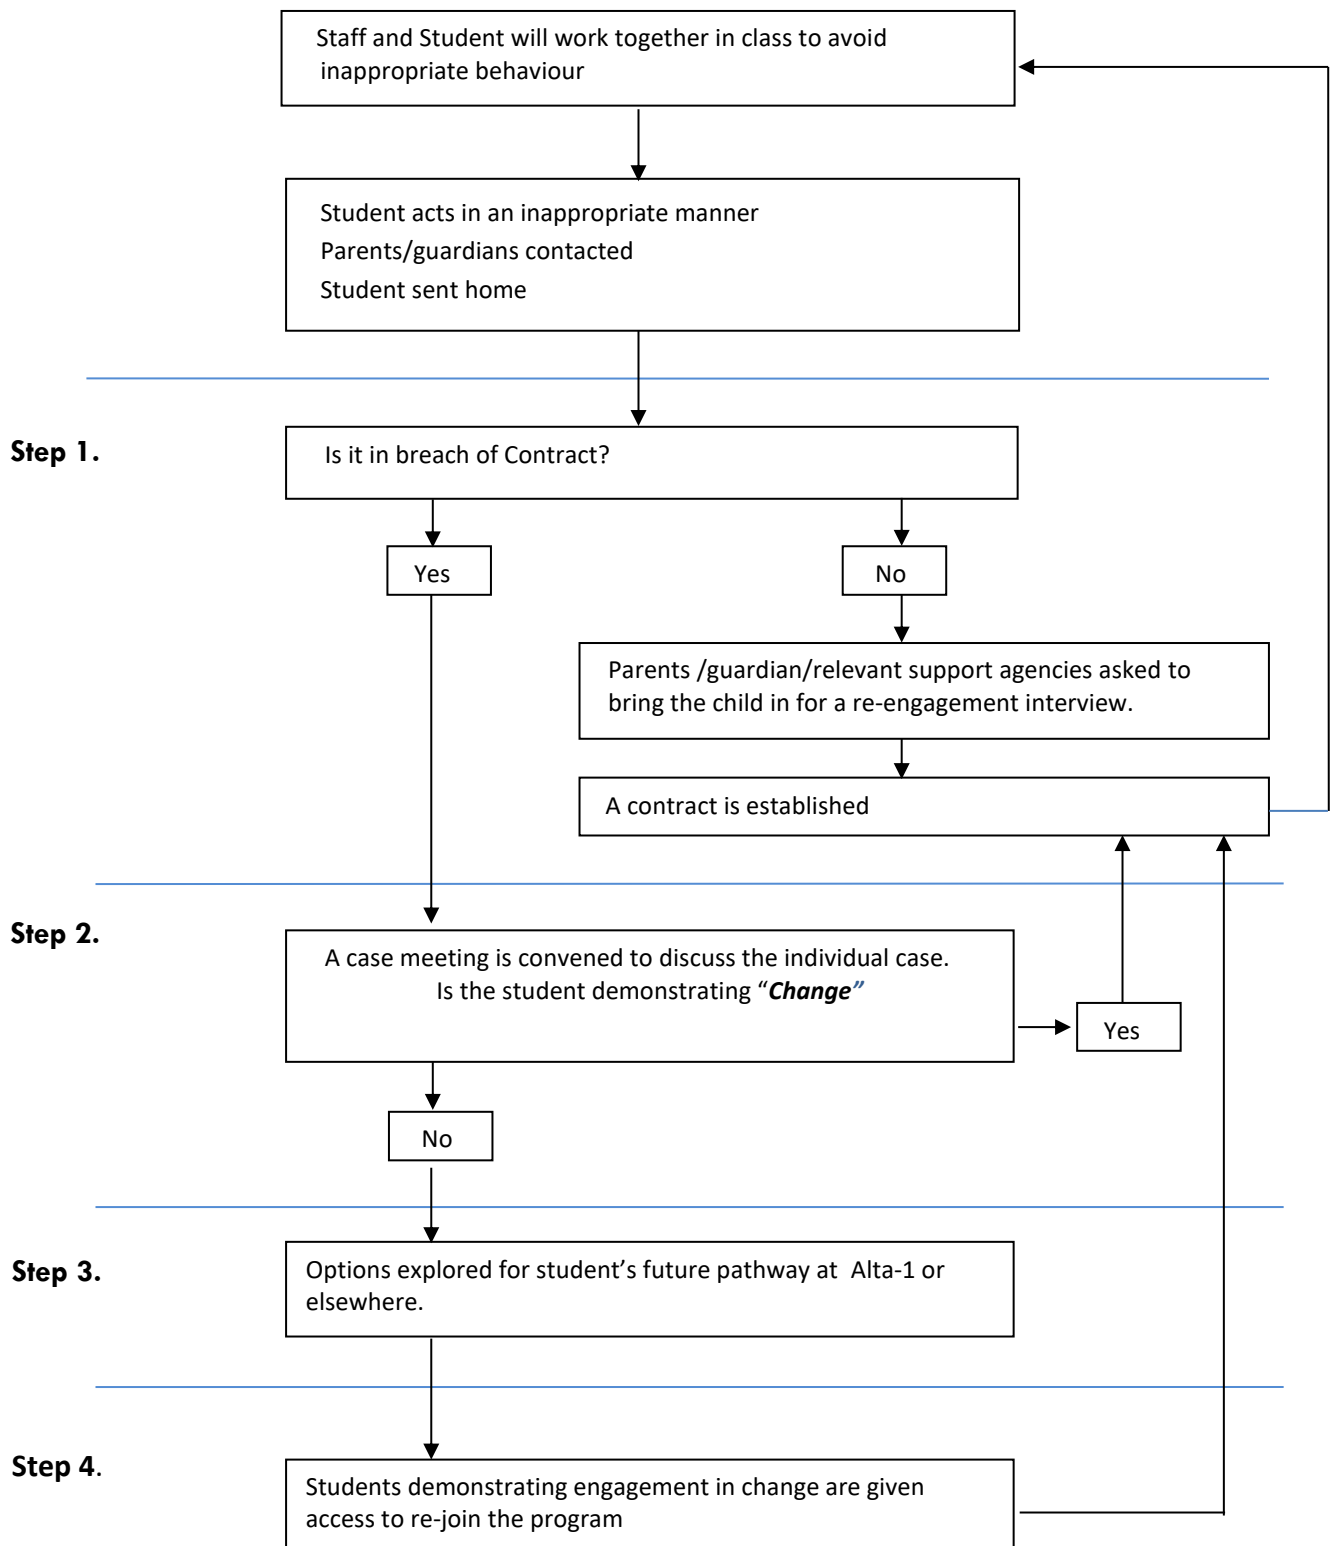 Staff and Student will work together in class to avoid
inappropriate behaviour
Student acts in an inappropriate manner
Parents/guardians contacted
Student sent home
Step 1.
Is it in breach of Contract?
Yes
No
Parents /guardian/relevant support agencies asked to
bring the child in for a re-engagement interview.
A contract is established
Step 2.
A case meeting is convened to discuss the individual case.
Is the student demonstrating “Change”
Yes
No
Step 3.
Options explored for student’s future pathway at  Alta-1 or
elsewhere.
Step 4.
Students demonstrating engagement in change are given
access to re-join the program